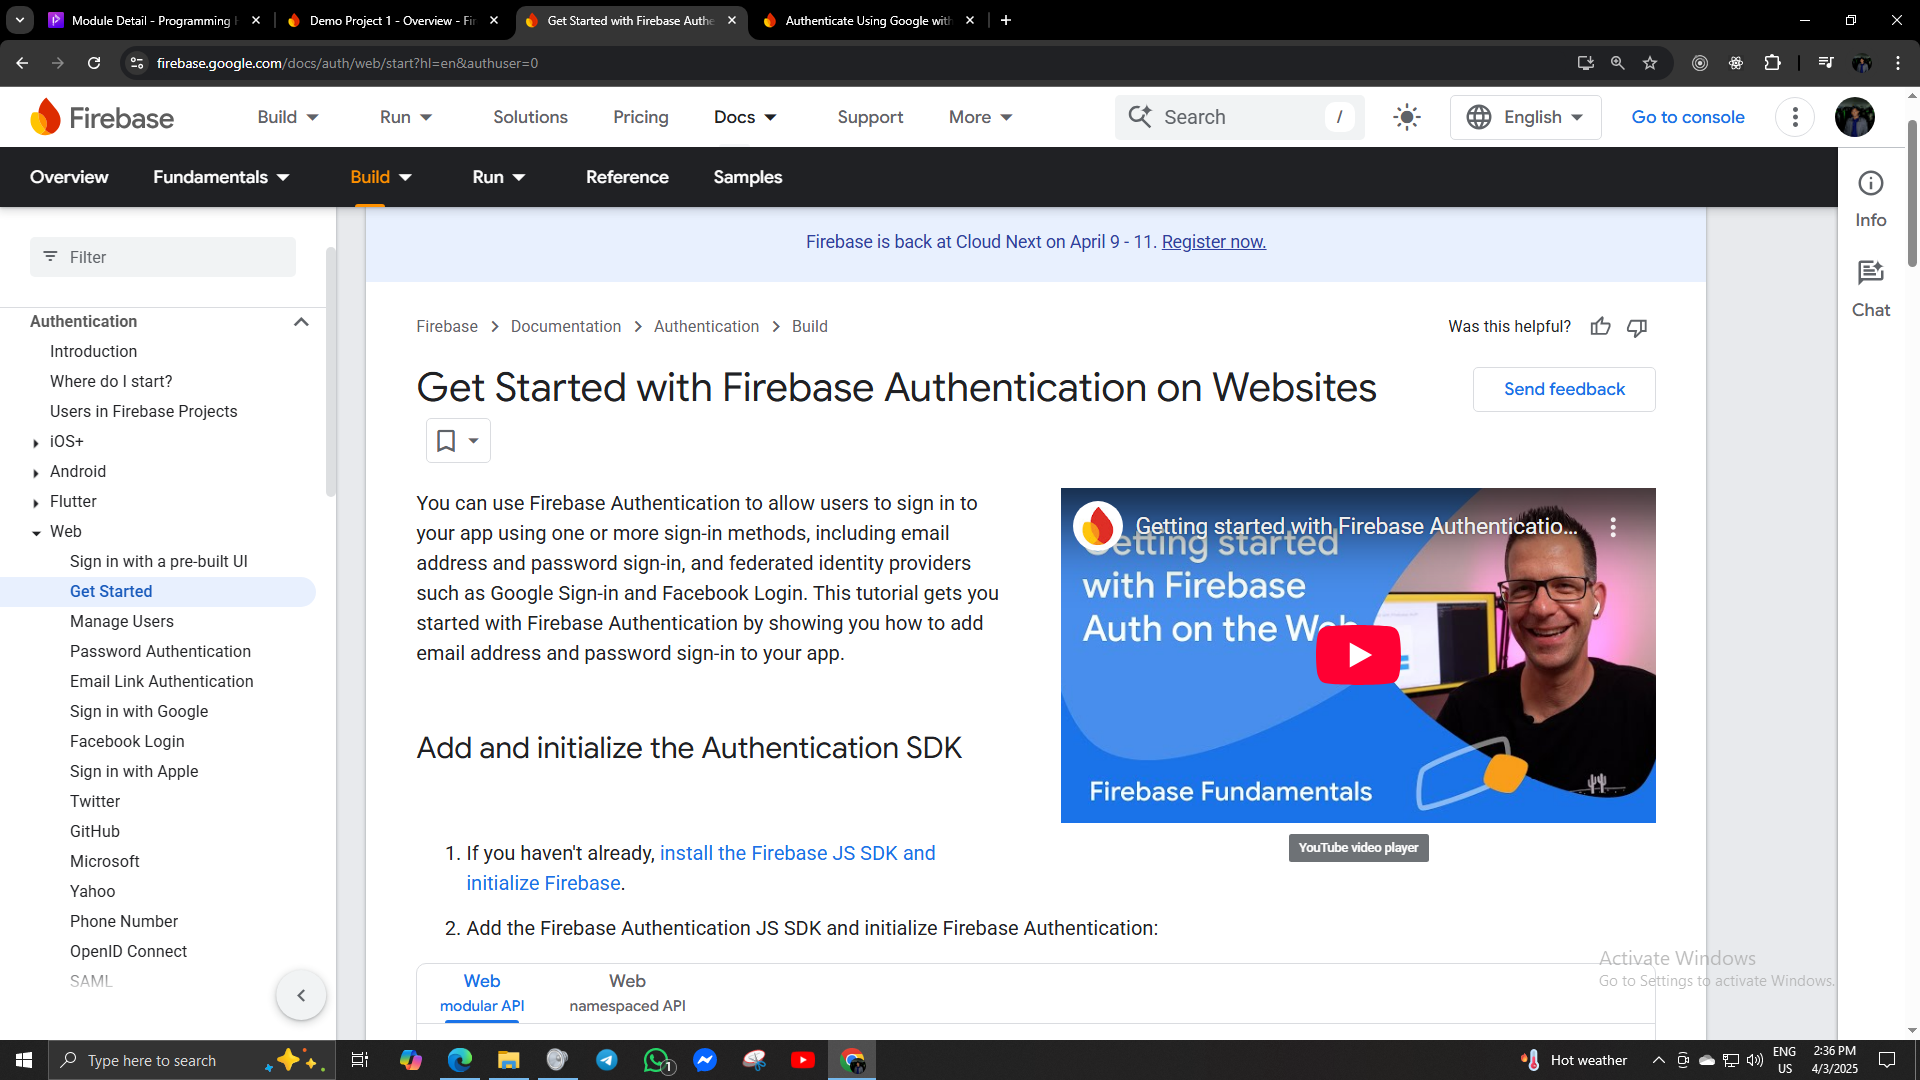 Module Detail - Programming
Demo Project 1 - Overview - Fi
Get Started with Firebase Authe
Authenticate Using Google with
firebase.google.com/docs/auth/web/start?hl=en&authuser=0
Firebase
Build
Run
Solutions
Pricing
Docs
Support
More
Search
/
English
Go to console
Overview
Fundamentals
Build
Run
Reference
Samples
Info
Chat
Filter
Authentication
Introduction
Where do I start?
Users in Firebase Projects
iOS+
Android
Flutter
Web
Sign in with a pre-built UI
Get Started
Manage Users
Password Authentication
Email Link Authentication
Sign in with Google
Facebook Login
Sign in with Apple
Twitter
GitHub
Microsoft
Yahoo
Phone Number
OpenID Connect
SAML
Firebase is back at Cloud Next on April 9 - 11. Register now.
Firebase > Documentation > Authentication > Build
Was this helpful?
Get Started with Firebase Authentication on Websites
Send feedback
You can use Firebase Authentication to allow users to sign in to
your app using one or more sign-in methods, including email
address and password sign-in, and federated identity providers
such as Google Sign-in and Facebook Login. This tutorial gets you
started with Firebase Authentication by showing you how to add
email address and password sign-in to your app.
Getting started with Firebase Authenticatio...
Getting started
with Firebase
Auth on the Web
Firebase Fundamentals
YouTube video player
Add and initialize the Authentication SDK
1. If you haven't already, install the Firebase JS SDK and
initialize Firebase.
2. Add the Firebase Authentication JS SDK and initialize Firebase Authentication:
Web
modular API
Web
namespaced API
Activate Windows
Go to Settings to activate Windows.
Type here to search
1
Hot weather
ENG
US
2:36 PM
4/3/2025